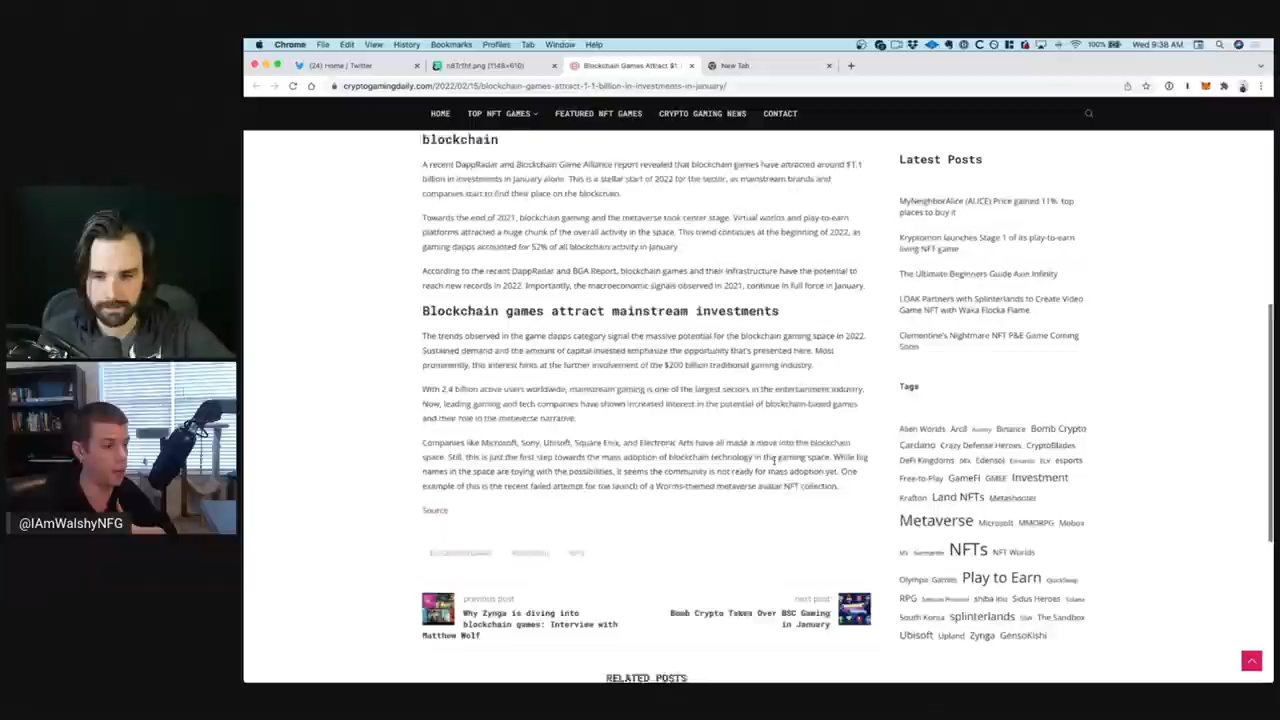 Chrome File Edit View History Bookmarks Profiles Tab Window Help 100% Wed 9:38 AM
(24) Home / Twitter
n8Trfhf.png (1148×610)
Blockchain Games Attract $1.
New Tab
cryptogamingdaily.com/2022/02/15/blockchain-games-attract-1-1-billion-in-investments-in-january/
HOME TOP NFT GAMES FEATURED NFT GAMES CRYPTO GAMING NEWS CONTACT
blockchain
A recent DappRadar and Blockchain Game Alliance report revealed that blockchain games have attracted around $1.1
billion in investments in January alone. This is a stellar start of 2022 for the sector, as mainstream brands and
companies start to find their place on the blockchain.
Towards the end of 2021, blockchain gaming and the metaverse took center stage. Virtual worlds and play-to-earn
platforms attracted a huge chunk of the overall activity in the space. This trend continues at the beginning of 2022, as
gaming dapps accounted for 52% of all blockchain activity in January.
According to the recent DappRadar and BGA Report, blockchain games and their infrastructure have the potential to
reach new records in 2022. Importantly, the macroeconomic signals observed in 2021, continue in full force in January.
Blockchain games attract mainstream investments
The trends observed in the game dapps category signal the massive potential for the blockchain gaming space in 2022.
Sustained demand and the amount of capital invested emphasize the opportunity that's presented here. Most
prominently, this interest hints at the further involvement of the $200 billion traditional gaming industry.
With 2,4 billion active users worldwide, mainstream gaming is one of the largest sectors in the entertainment industry.
Now, leading gaming and tech companies have shown increased interest in the potential of blockchain-based games
and their role in the metaverse narrative.
Companies like Microsoft, Sony, Ubisoft, Square Enix, and Electronic Arts have all made a move into the blockchain
space. Still, this is just the first step towards the mass adoption of blockchain technology in the gaming space. While big
names in the space are toying with the possibilities, it seems the community is not ready for mass adoption yet. One
example of this is the recent failed attempt for the launch of a Worms-themed metaverse avatar NFT collection.
Source
previous post
Why Zynga is diving into
blockchain games: Interview with
Matthew Wolf
next post
Bomb Crypto Takes Over BSC Gaming
in January
RELATED POSTS
Latest Posts
MyNeighborAlice (ALICE) Price gained 11%, top
places to buy it
Kryptomon launches Stage 1 of its play-to-earn
living NFT game
The Ultimate Beginners Guide Axie Infinity
LOAK Partners with Splinterlands to Create Video
Game NFT with Waka Flocka Flame
Clementine's Nightmare NFT P&E Game Coming
Soon
Tags
Alien Worlds Arc8 Binance Bomb Crypto
Cardano Crazy Defense Heroes CryptoBlades
DeFi Kingdoms Edensol esports
Free-to-Play GameFi GMEE Investment
Krafton Land NFTs Metashooter
Metaverse Microsoft MMORPG Mobox
NFTs NFT Worlds
Olympic Games Play to Earn QuickSwap
RPG shiba inu Sidus Heroes Solana
South Korea splinterlands The Sandbox
Ubisoft Upland Zynga GensoKishi
@IAmWalshyNFG